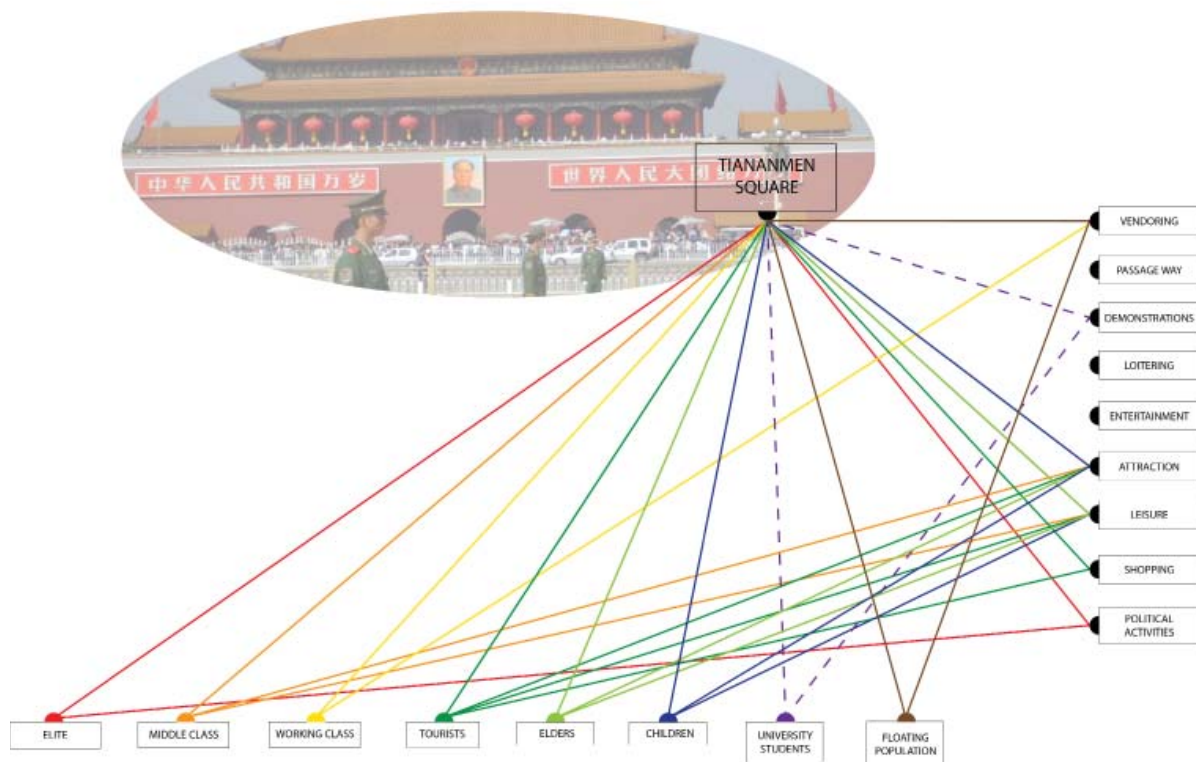 中华人民共和国万岁
世界人民大团结万岁
TIANANMEN
SQUARE
VENDORING
PASSAGE WAY
DEMONSTRATIONS
LOITERING
ENTERTAINMENT
ATTRACTION
LEISURE
SHOPPING
POLITICAL
ACTIVITIES
ELITE
MIDDLE CLASS
WORKING CLASS
TOURISTS
ELDERS
CHILDREN
UNIVERSITY
STUDENTS
FLOATING
POPULATION